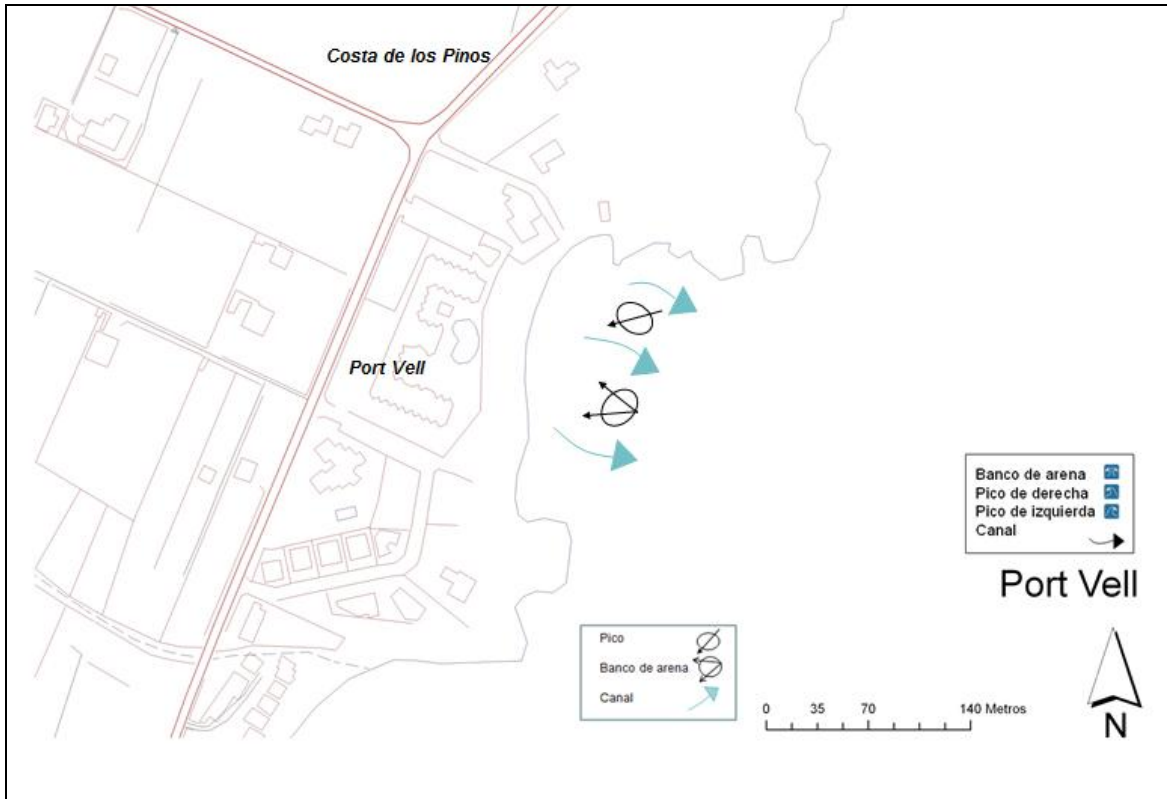 Costa de los Pinos
Port Vell
Banco de arena
Pico de derecha
Pico de izquierda
Canal
Port Vell
Pico
Banco de arena
Canal
0 35 70 140 Metros
N